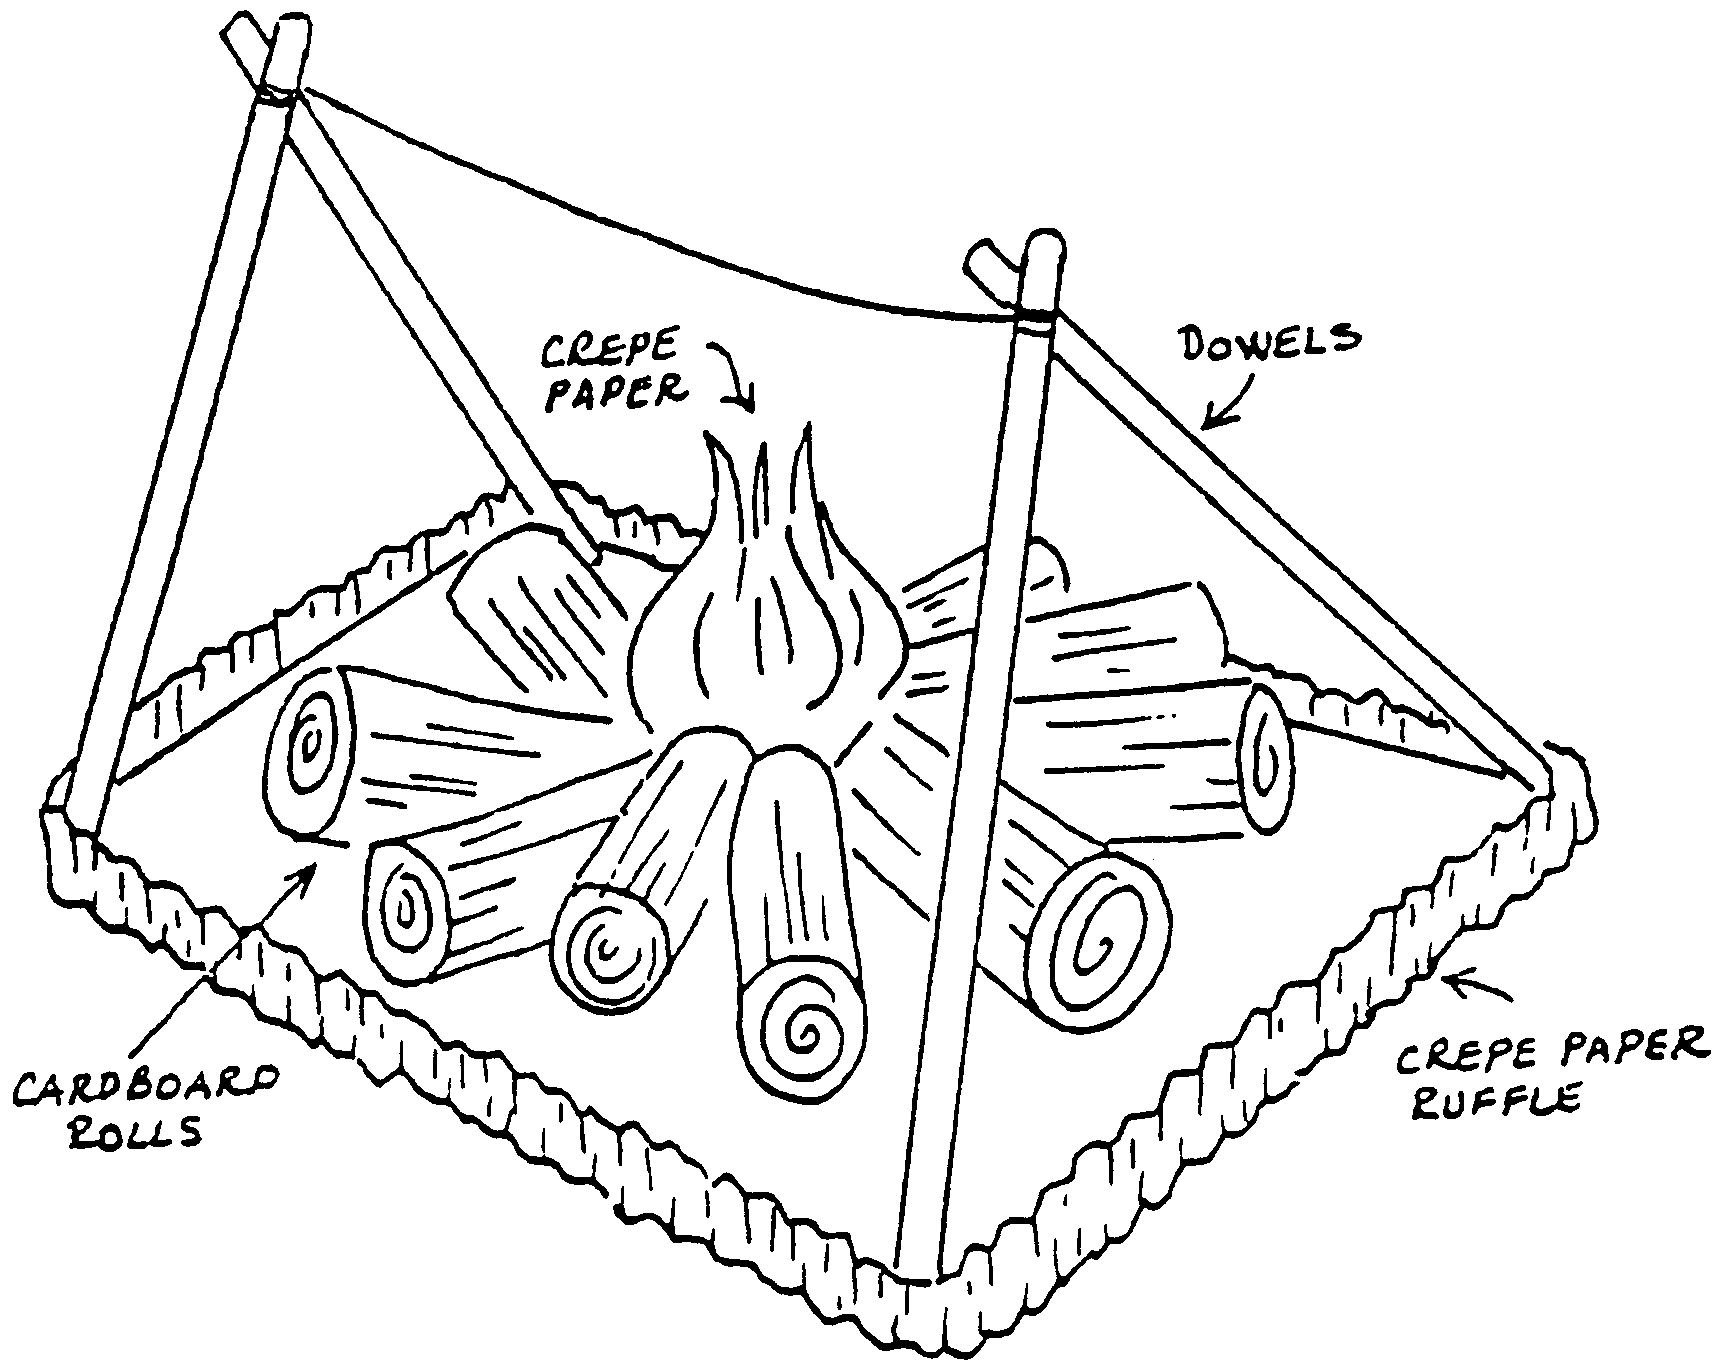 CREPE
PAPER
DOWELS
CARDBOARD
ROLLS
CREPE PAPER
RUFFLE